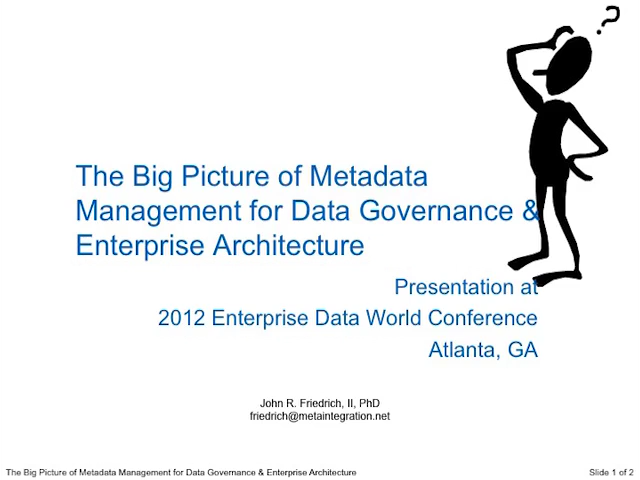 ?
The Big Picture of Metadata
Management for Data Governance &
Enterprise Architecture
Presentation at
2012 Enterprise Data World Conference
Atlanta, GA
John R. Friedrich, II, PhD
friedrich@metaintegration.net
The Big Picture of Metadata Management for Data Governance & Enterprise Architecture
Slide 1 of 2